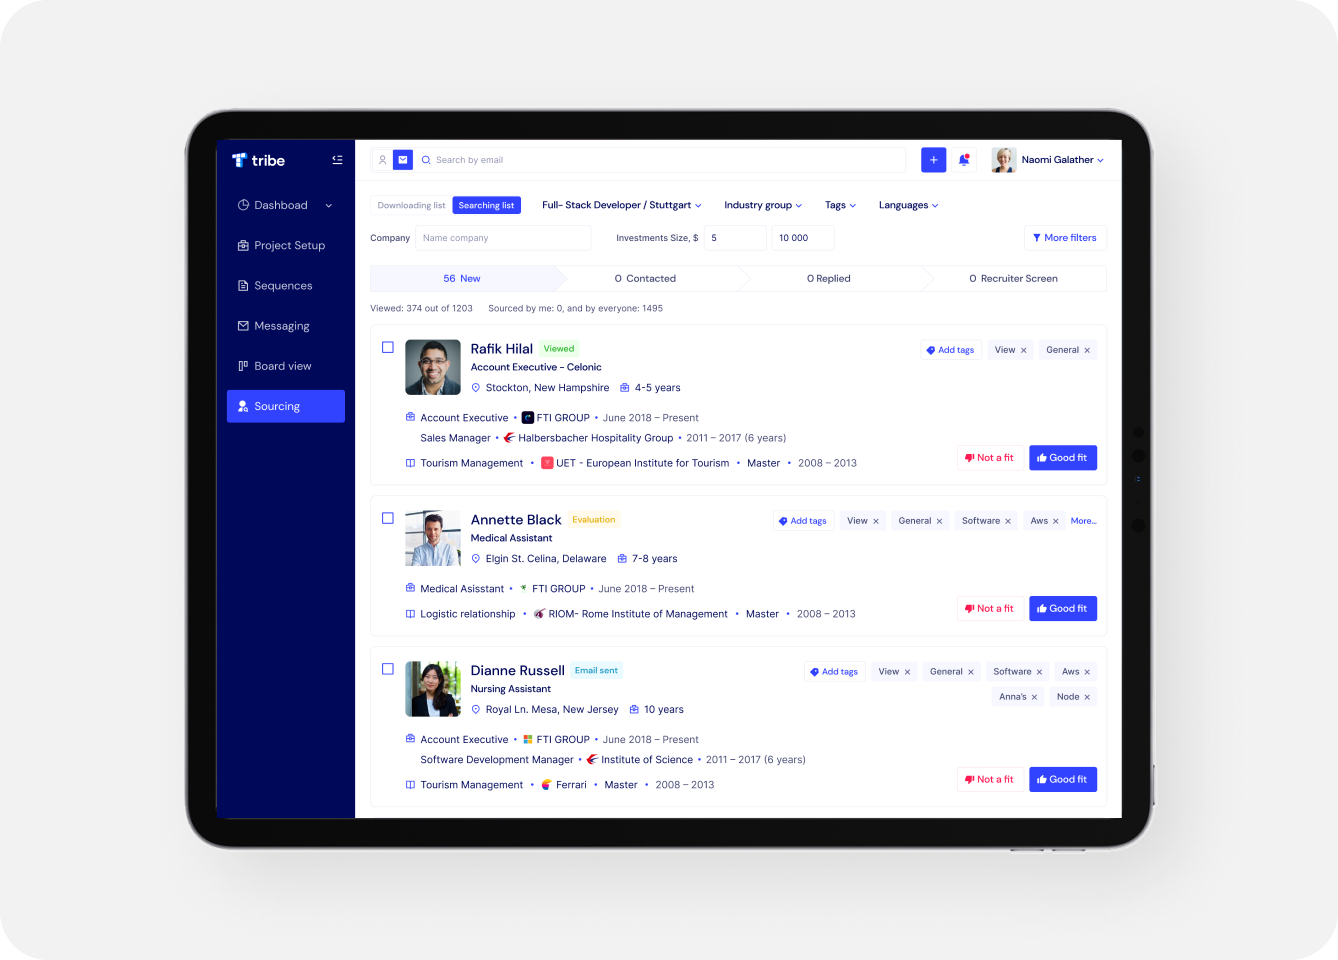 tribe
Search by email
+
Naomi Galather
Dashboad
Project Setup
Sequences
Messaging
Board view
Sourcing
Downloading list Searching list Full- Stack Developer / Stuttgart Industry group Tags Languages
Company Name company Investments Size, $ 5 10 000 More filters
56 New 0 Contacted 0 Replied 0 Recruiter Screen
Viewed: 374 out of 1203 Sourced by me: 0, and by everyone: 1495
Rafik Hilal Viewed Add tags View × General ×
Account Executive - Celonic
Stockton, New Hampshire 4-5 years
Account Executive • FTI GROUP • June 2018 – Present
Sales Manager • Halbersbacher Hospitality Group • 2011 – 2017 (6 years)
Tourism Management • UET - European Institute for Tourism • Master • 2008 – 2013
Not a fit Good fit
Annette Black Evaluation Add tags View × General × Software × Aws × More...
Medical Assistant
Elgin St. Celina, Delaware 7-8 years
Medical Asisstant • FTI GROUP • June 2018 – Present
Logistic relationship • RIOM- Rome Institute of Management • Master • 2008 – 2013
Not a fit Good fit
Dianne Russell Email sent Add tags View × General × Software × Aws ×
Anna's × Node ×
Nursing Assistant
Royal Ln. Mesa, New Jersey 10 years
Account Executive • FTI GROUP • June 2018 – Present
Software Development Manager • Institute of Science • 2011 – 2017 (6 years)
Tourism Management • Ferrari • Master • 2008 – 2013
Not a fit Good fit